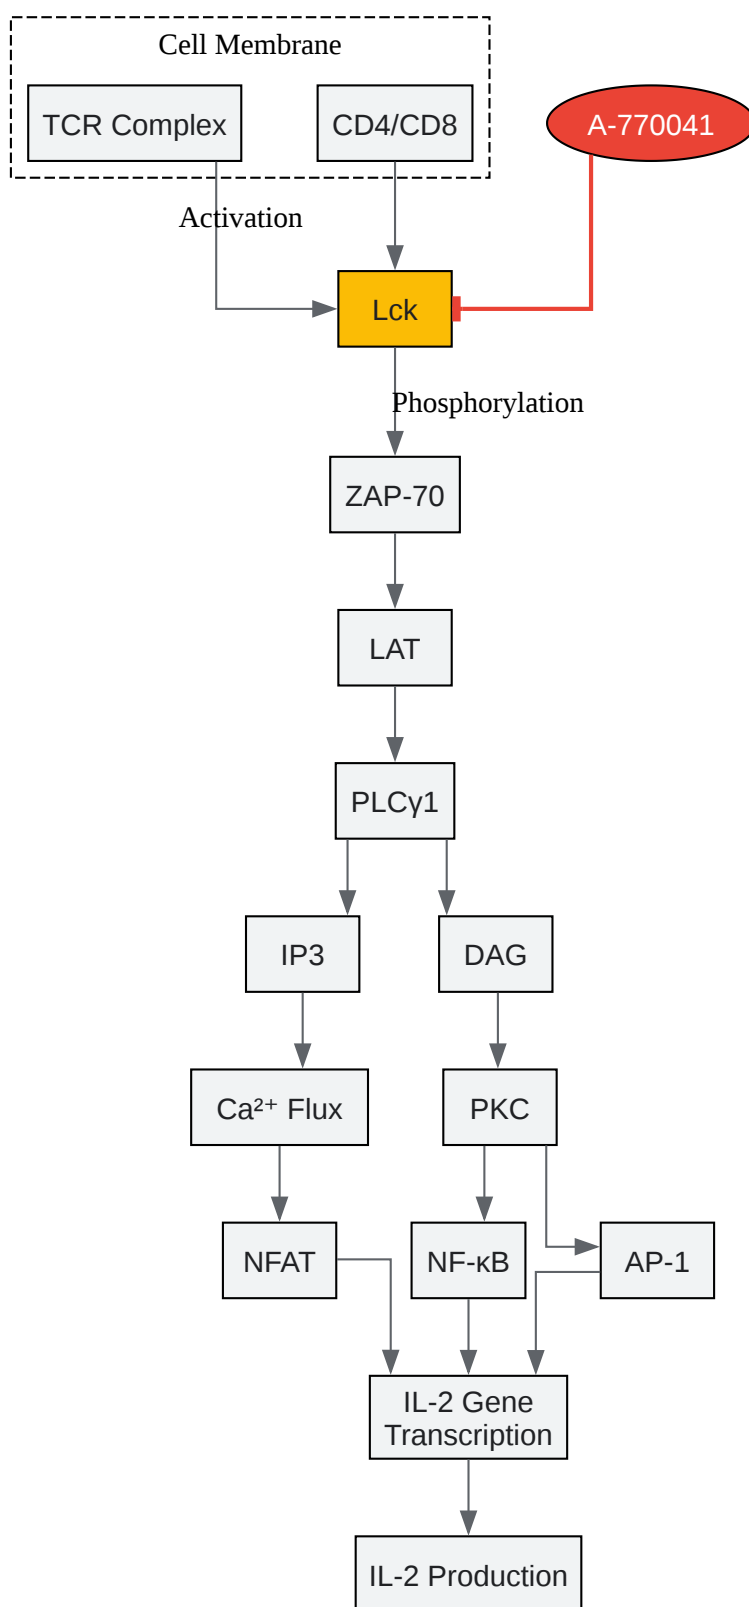 Cell Membrane
TCR Complex
CD4/CD8
A-770041
Activation
Lck
Phosphorylation
ZAP-70
LAT
PLCγ1
IP3
DAG
Ca²⁺ Flux
PKC
NFAT
NF-κB
AP-1
IL-2 Gene
Transcription
IL-2 Production